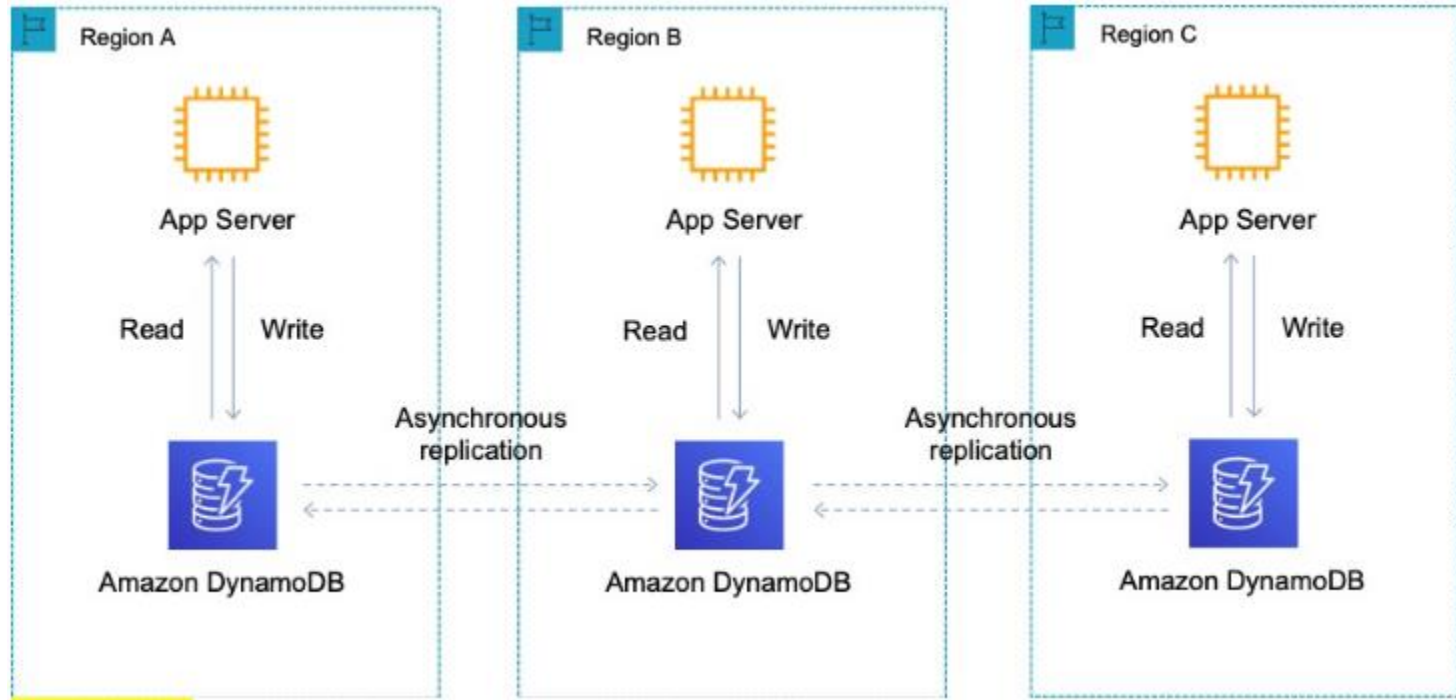 Region A
Region B
Region C
App Server
App Server
App Server
Read
Write
Read
Write
Read
Write
Asynchronous
replication
Asynchronous
replication
Amazon DynamoDB
Amazon DynamoDB
Amazon DynamoDB